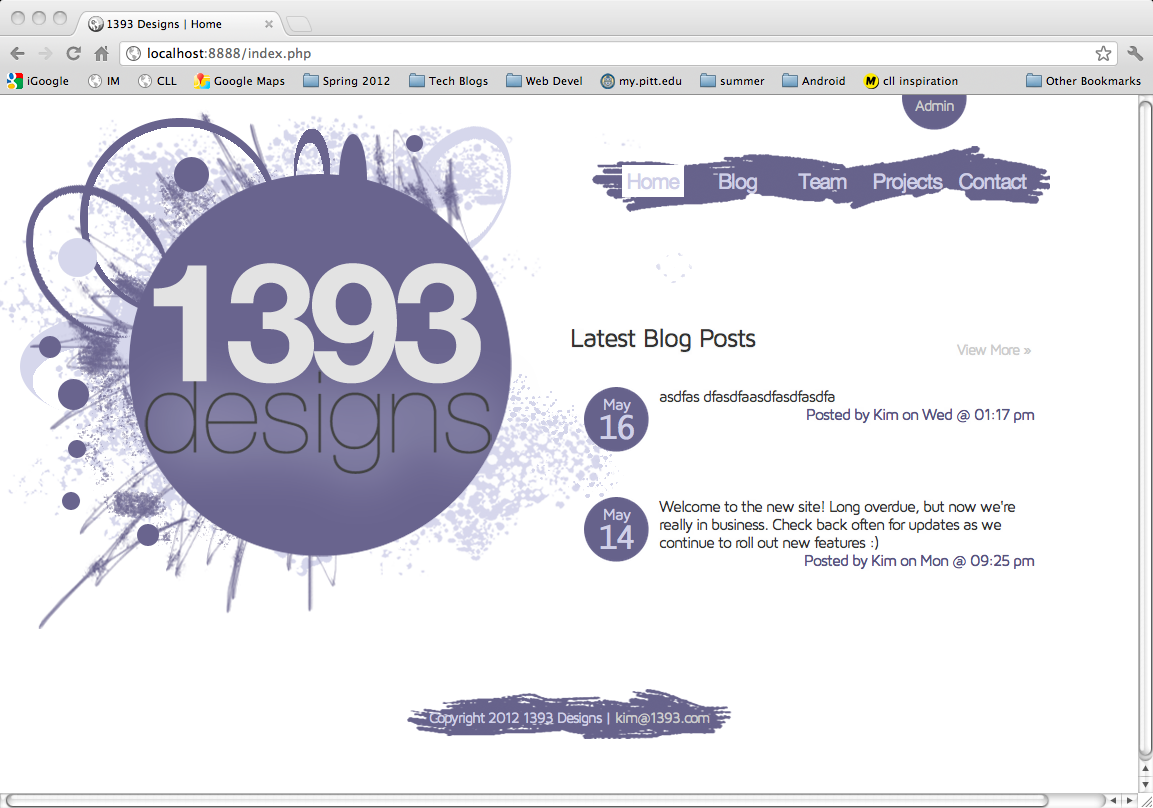 1393 Designs | Home
localhost:8888/index.php
iGoogle IM CLL Google Maps Spring 2012 Tech Blogs Web Devel my.pitt.edu summer Android cll inspiration Other Bookmarks
Admin
Home Blog Team Projects Contact
1393
designs
Latest Blog Posts
View More »
May
16
asdfas dfasdfaasdfasdfasdfa
Posted by Kim on Wed @ 01:17 pm
May
14
Welcome to the new site! Long overdue, but now we're
really in business. Check back often for updates as we
continue to roll out new features :)
Posted by Kim on Mon @ 09:25 pm
Copyright 2012 1393 Designs | kim@1393.com